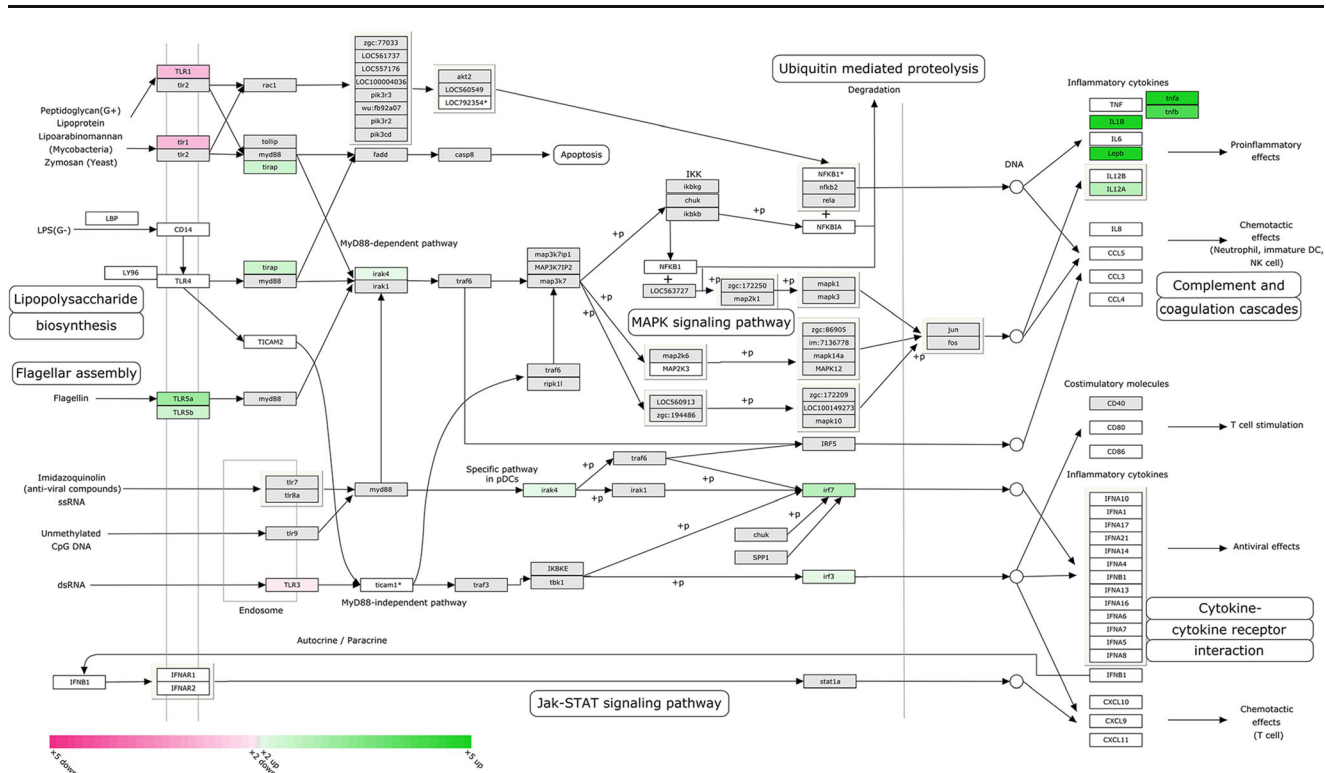 zgc:77033
LOC561737
LOC557176
LOC100004036
pik3r3
wu:fb92a07
pik3r2
pik3cd
akt2
LOC560549
LOC792354*
Ubiquitin mediated proteolysis
Degradation
Inflammatory cytokines
TNF
tnfa
tnfb
IL1B
IL6
Lepb
IL12B
IL12A
Proinflammatory
effects
TLR1
tlr2
rac1
Peptidoglycan(G+)
Lipoprotein
Lipoarabinomannan
(Mycobacteria)
Zymosan (Yeast)
tlr1
tlr2
tollip
myd88
tirap
fadd
casp8
Apoptosis
NFKB1*
nfkb2
rela
+
NFKBIA
DNA
IKK
ikbkg
chuk
ikbkb
+p
+p
LBP
LPS(G-)
CD14
LY96
TLR4
tirap
myd88
MyD88-dependent pathway
irak4
irak1
traf6
map3k7ip1
MAP3K7IP2
map3k7
NFKB1
+
LOC563727
+p
zgc:172250
map2k1
+p
mapk1
mapk3
IL8
CCL5
CCL3
CCL4
Chemotactic
effects
(Neutrophil, immature DC,
NK cell)
Complement and
coagulation cascades
Lipopolysaccharide
biosynthesis
MAPK signaling pathway
TICAM2
+p
+p
map2k6
MAP2K3
+p
zgc:86905
im:7136778
mapk14a
MAPK12
jun
fos
+p
Flagellar assembly
Flagellin
TLR5a
TLR5b
myd88
traf6
ripk1l
LOC560913
zgc:194486
+p
zgc:172209
LOC100149273
mapk10
Costimulatory molecules
CD40
CD80
CD86
T cell stimulation
IRF5
Imidazoquinolin
(anti-viral compounds)
ssRNA
tlr7
tlr8a
myd88
Specific pathway
in pDCs
irak4
+p
traf6
+p
irak1
+p
irf7
Unmethylated
CpG DNA
tlr9
+p
chuk
SPP1
+p
dsRNA
TLR3
ticam1*
traf3
IKBKE
tbk1
+p
irf3
Endosome
MyD88-independent pathway
Inflammatory cytokines
IFNA10
IFNA1
IFNA17
IFNA21
IFNA14
IFNA4
IFNB1
IFNA13
IFNA16
IFNA6
IFNA7
IFNA5
IFNA8
IFNB1
Antiviral effects
Cytokine-
cytokine receptor
interaction
Autocrine / Paracrine
IFNB1
IFNAR1
IFNAR2
stat1a
Jak-STAT signaling pathway
CXCL10
CXCL9
CXCL11
Chemotactic
effects
(T cell)
×2 up
×5 up